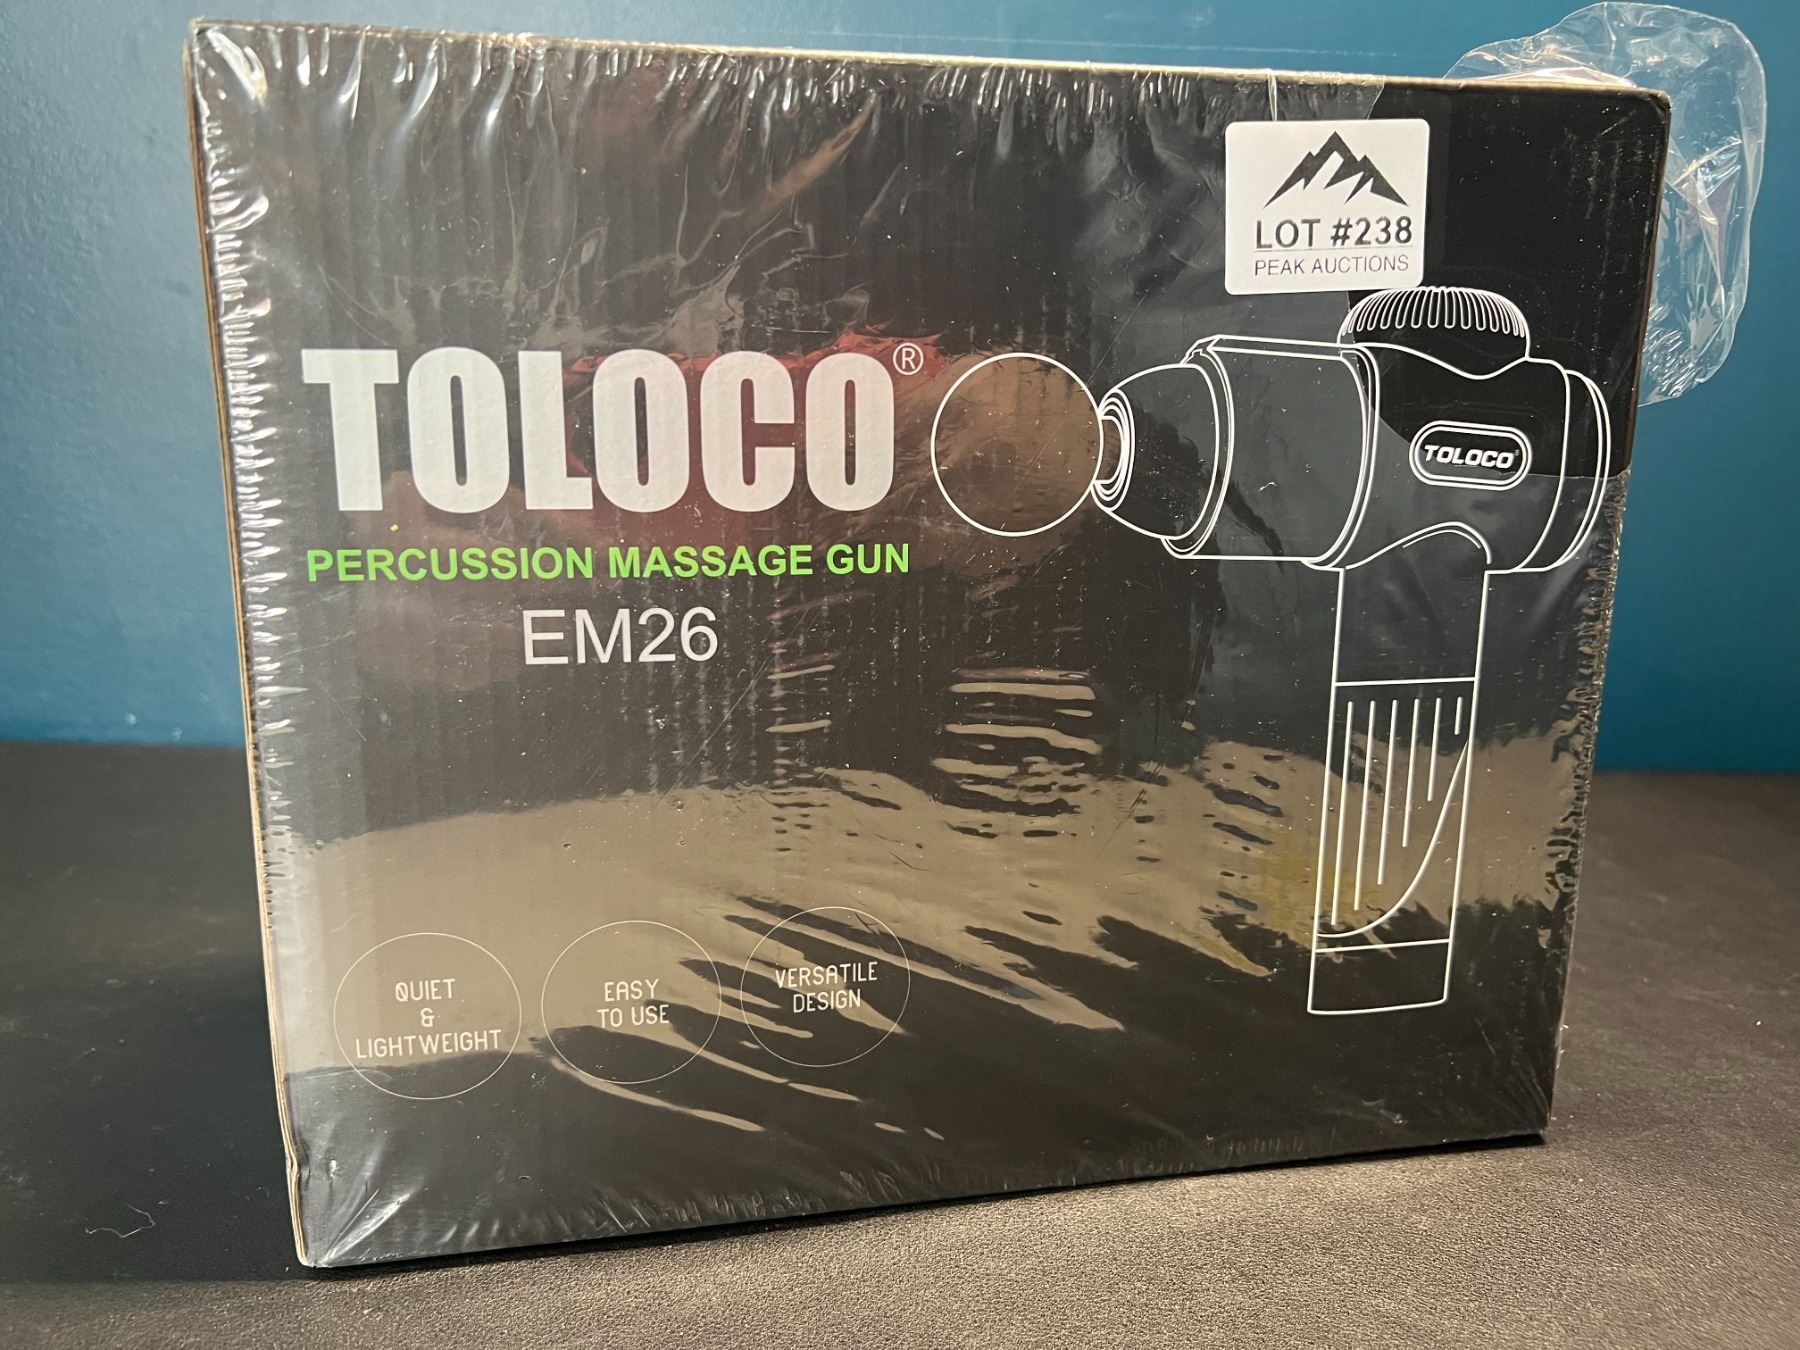 LOT #238
PEAK AUCTIONS
TOLOCO®
TOLOCO
PERCUSSION MASSAGE GUN
EM26
QUIET
&
LIGHTWEIGHT
EASY
TO USE
VERSATILE
DESIGN